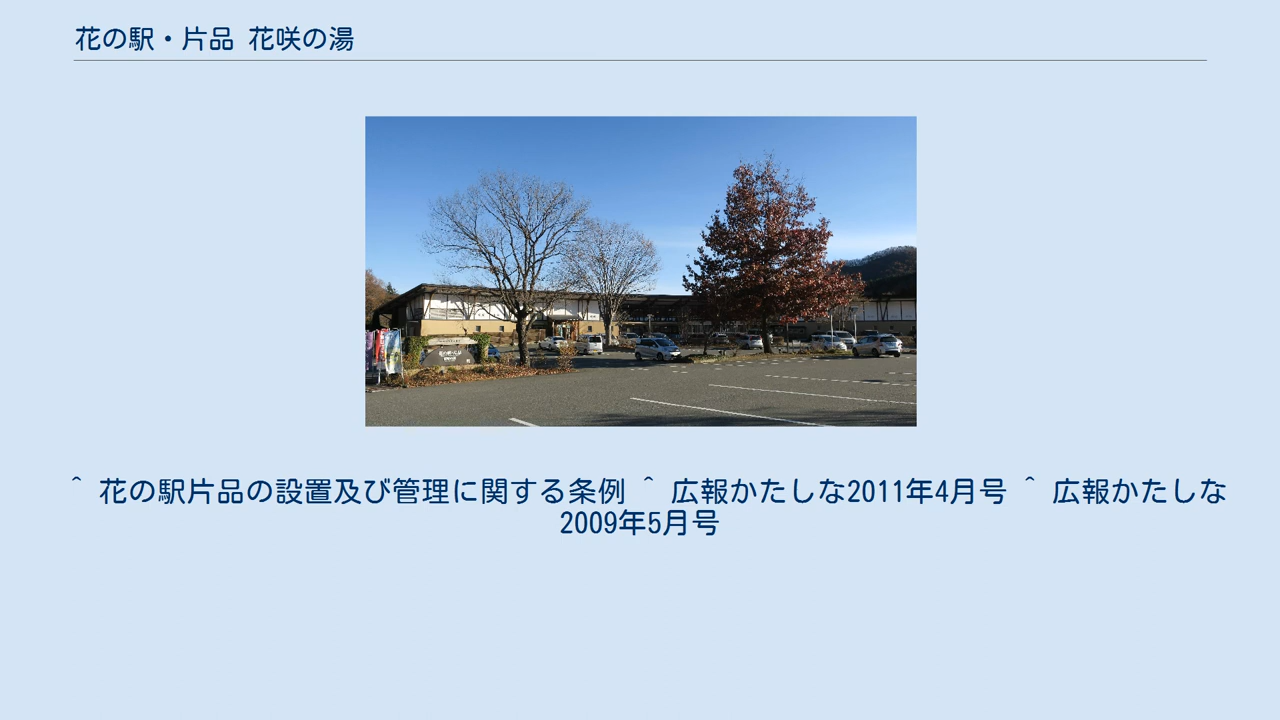 花の駅・片品 花咲の湯
^ 花の駅片品の設置及び管理に関する条例 ^ 広報かたしな2011年4月号 ^ 広報かたしな
2009年5月号